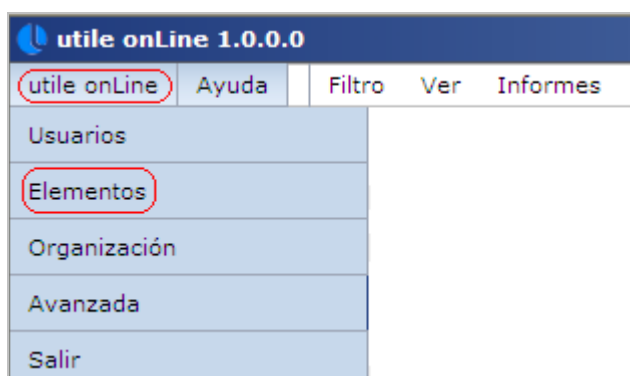 utile onLine 1.0.0.0
utile onLine Ayuda Filtro Ver Informes
Usuarios
Elementos
Organización
Avanzada
Salir